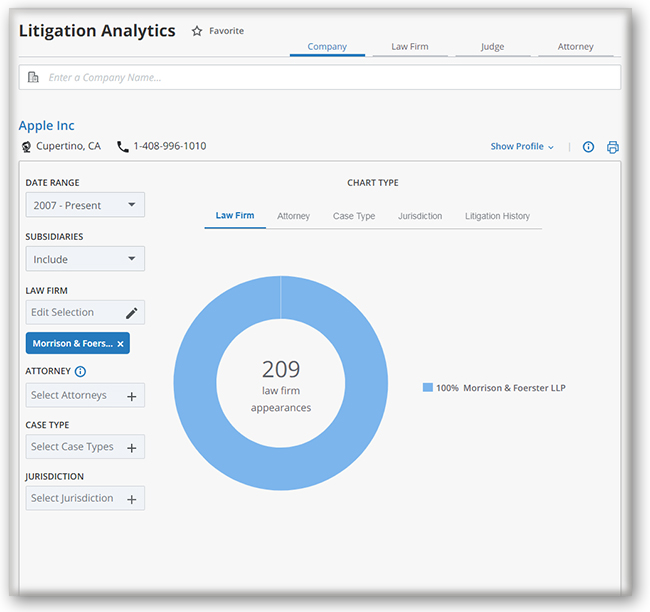 Litigation Analytics
Favorite
Company
Law Firm
Judge
Attorney
Enter a Company Name...
Apple Inc
Cupertino, CA
1-408-996-1010
Show Profile
DATE RANGE
2007 - Present
SUBSIDIARIES
Include
LAW FIRM
Edit Selection
Morrison & Foers... ×
ATTORNEY
Select Attorneys +
CASE TYPE
Select Case Types +
JURISDICTION
Select Jurisdiction +
CHART TYPE
Law Firm
Attorney
Case Type
Jurisdiction
Litigation History
209
law firm
appearances
100% Morrison & Foerster LLP